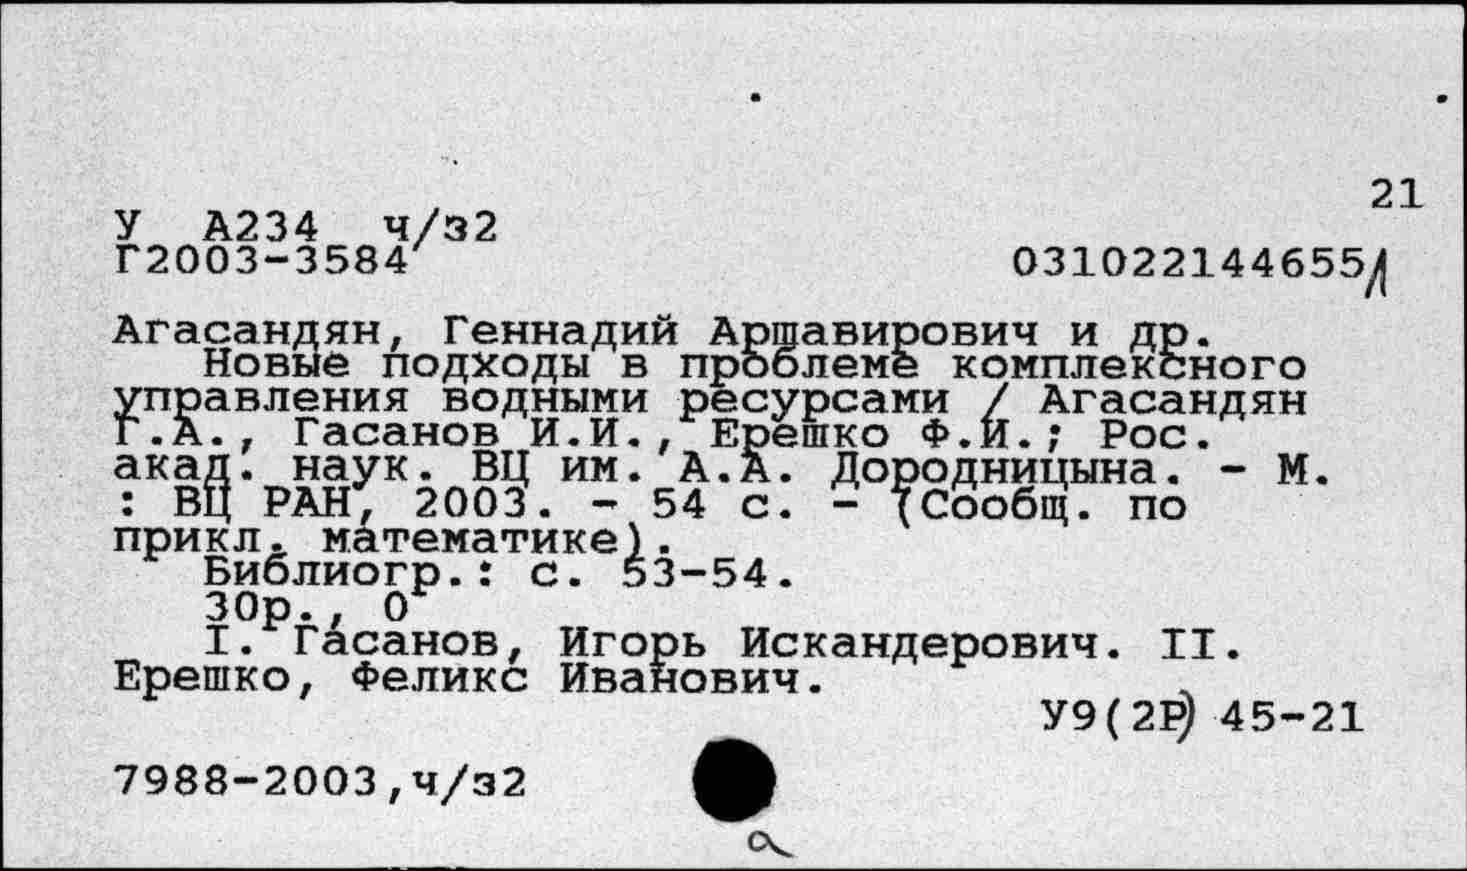 21
У А234 ч/з2
Г2003-3584 031022144655Л
Агасандян, Геннадий Аршавирович и др.
Новые подходы в проблеме комплексного
управления водными ресурсами / Агасандян
Г.А., Гасанов И.И., Ерешко Ф.И.; Рос.
акад. наук. ВЦ им. А.А. Дородницына. - М.
: ВЦ РАН, 2003. - 54 с. - (Сообщ. по
прикл. математике).
Библиогр.: с. 53-54.
30р., 0
I. Гасанов, Игорь Искандерович. II.
Ерешко, Феликс Иванович.
У9(2Р) 45-21
7988-2003,ч/з2